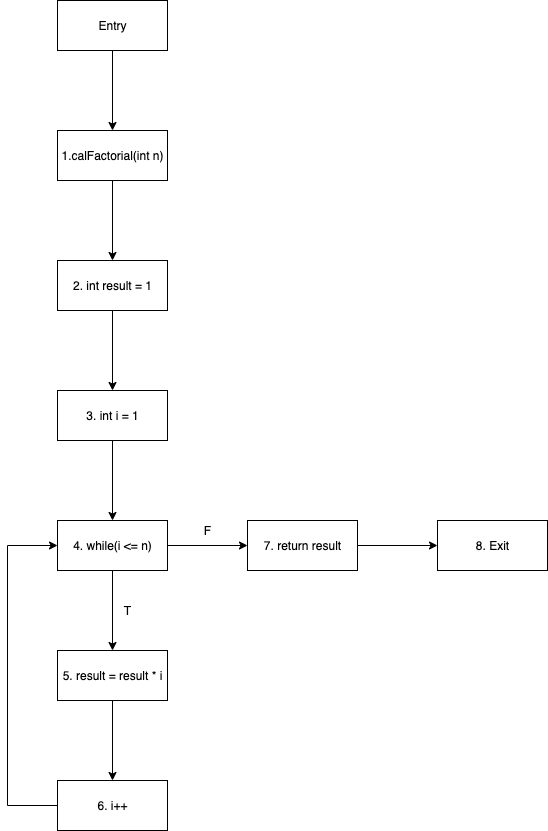 Entry
1.calFactorial(int n)
2. int result = 1
3. int i = 1
4. while(i <= n)
F
7. return result
8. Exit
T
5. result = result * i
6. i++